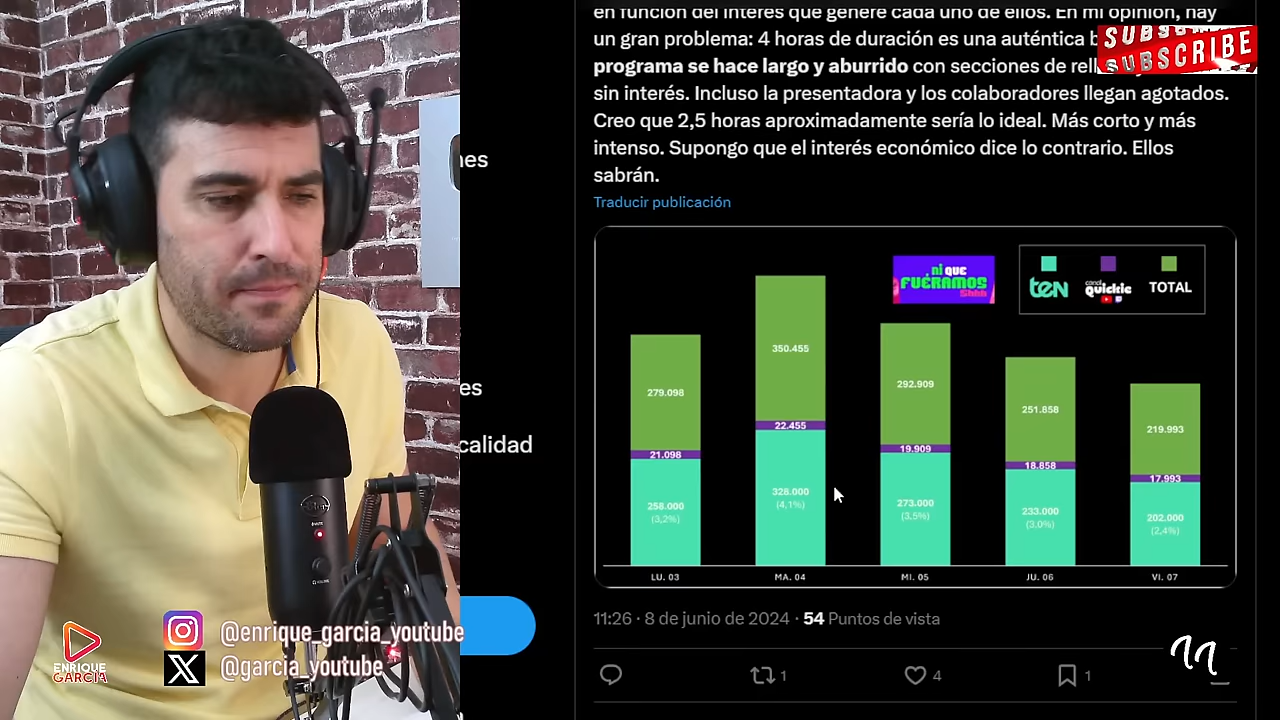 en función del interés que genere cada uno de ellos. En mi opinión, hay
un gran problema: 4 horas de duración es una auténtica
programa se hace largo y aburrido con secciones de
sin interés. Incluso la presentadora y los colaboradores llegan agotados.
Creo que 2,5 horas aproximadamente sería lo ideal. Más corto y más
intenso. Supongo que el interés económico dice lo contrario. Ellos
sabrán.
Traducir publicación
SUBSCRIBE
SUBSCRIBE
nes
es
calidad
ni que
FUÉRAMOS
Shhh
ten
canal
quickie
TOTAL
279.098
350.455
292.909
251.858
219.993
21.098
22.455
19.909
18.858
17.993
258.000
(3,2%)
328.000
(4,1%)
273.000
(3,5%)
233.000
(3,0%)
202.000
(2,4%)
LU. 03
MA. 04
MI. 05
JU. 06
VI. 07
11:26 · 8 de junio de 2024 · 54 Puntos de vista
1
4
1
ENRIQUE
GARCIA
@enrique_garcia_youtube
@garcia_youtube